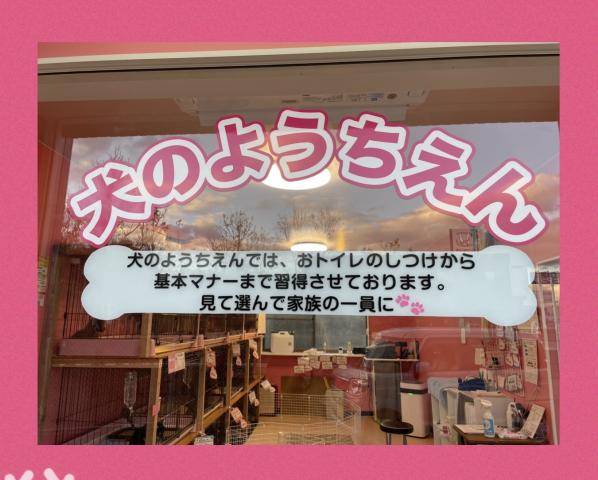 犬のようちえん
犬のようちえんでは、おトイレのしつけから
基本マナーまで習得させております。
見て選んで家族の一員に